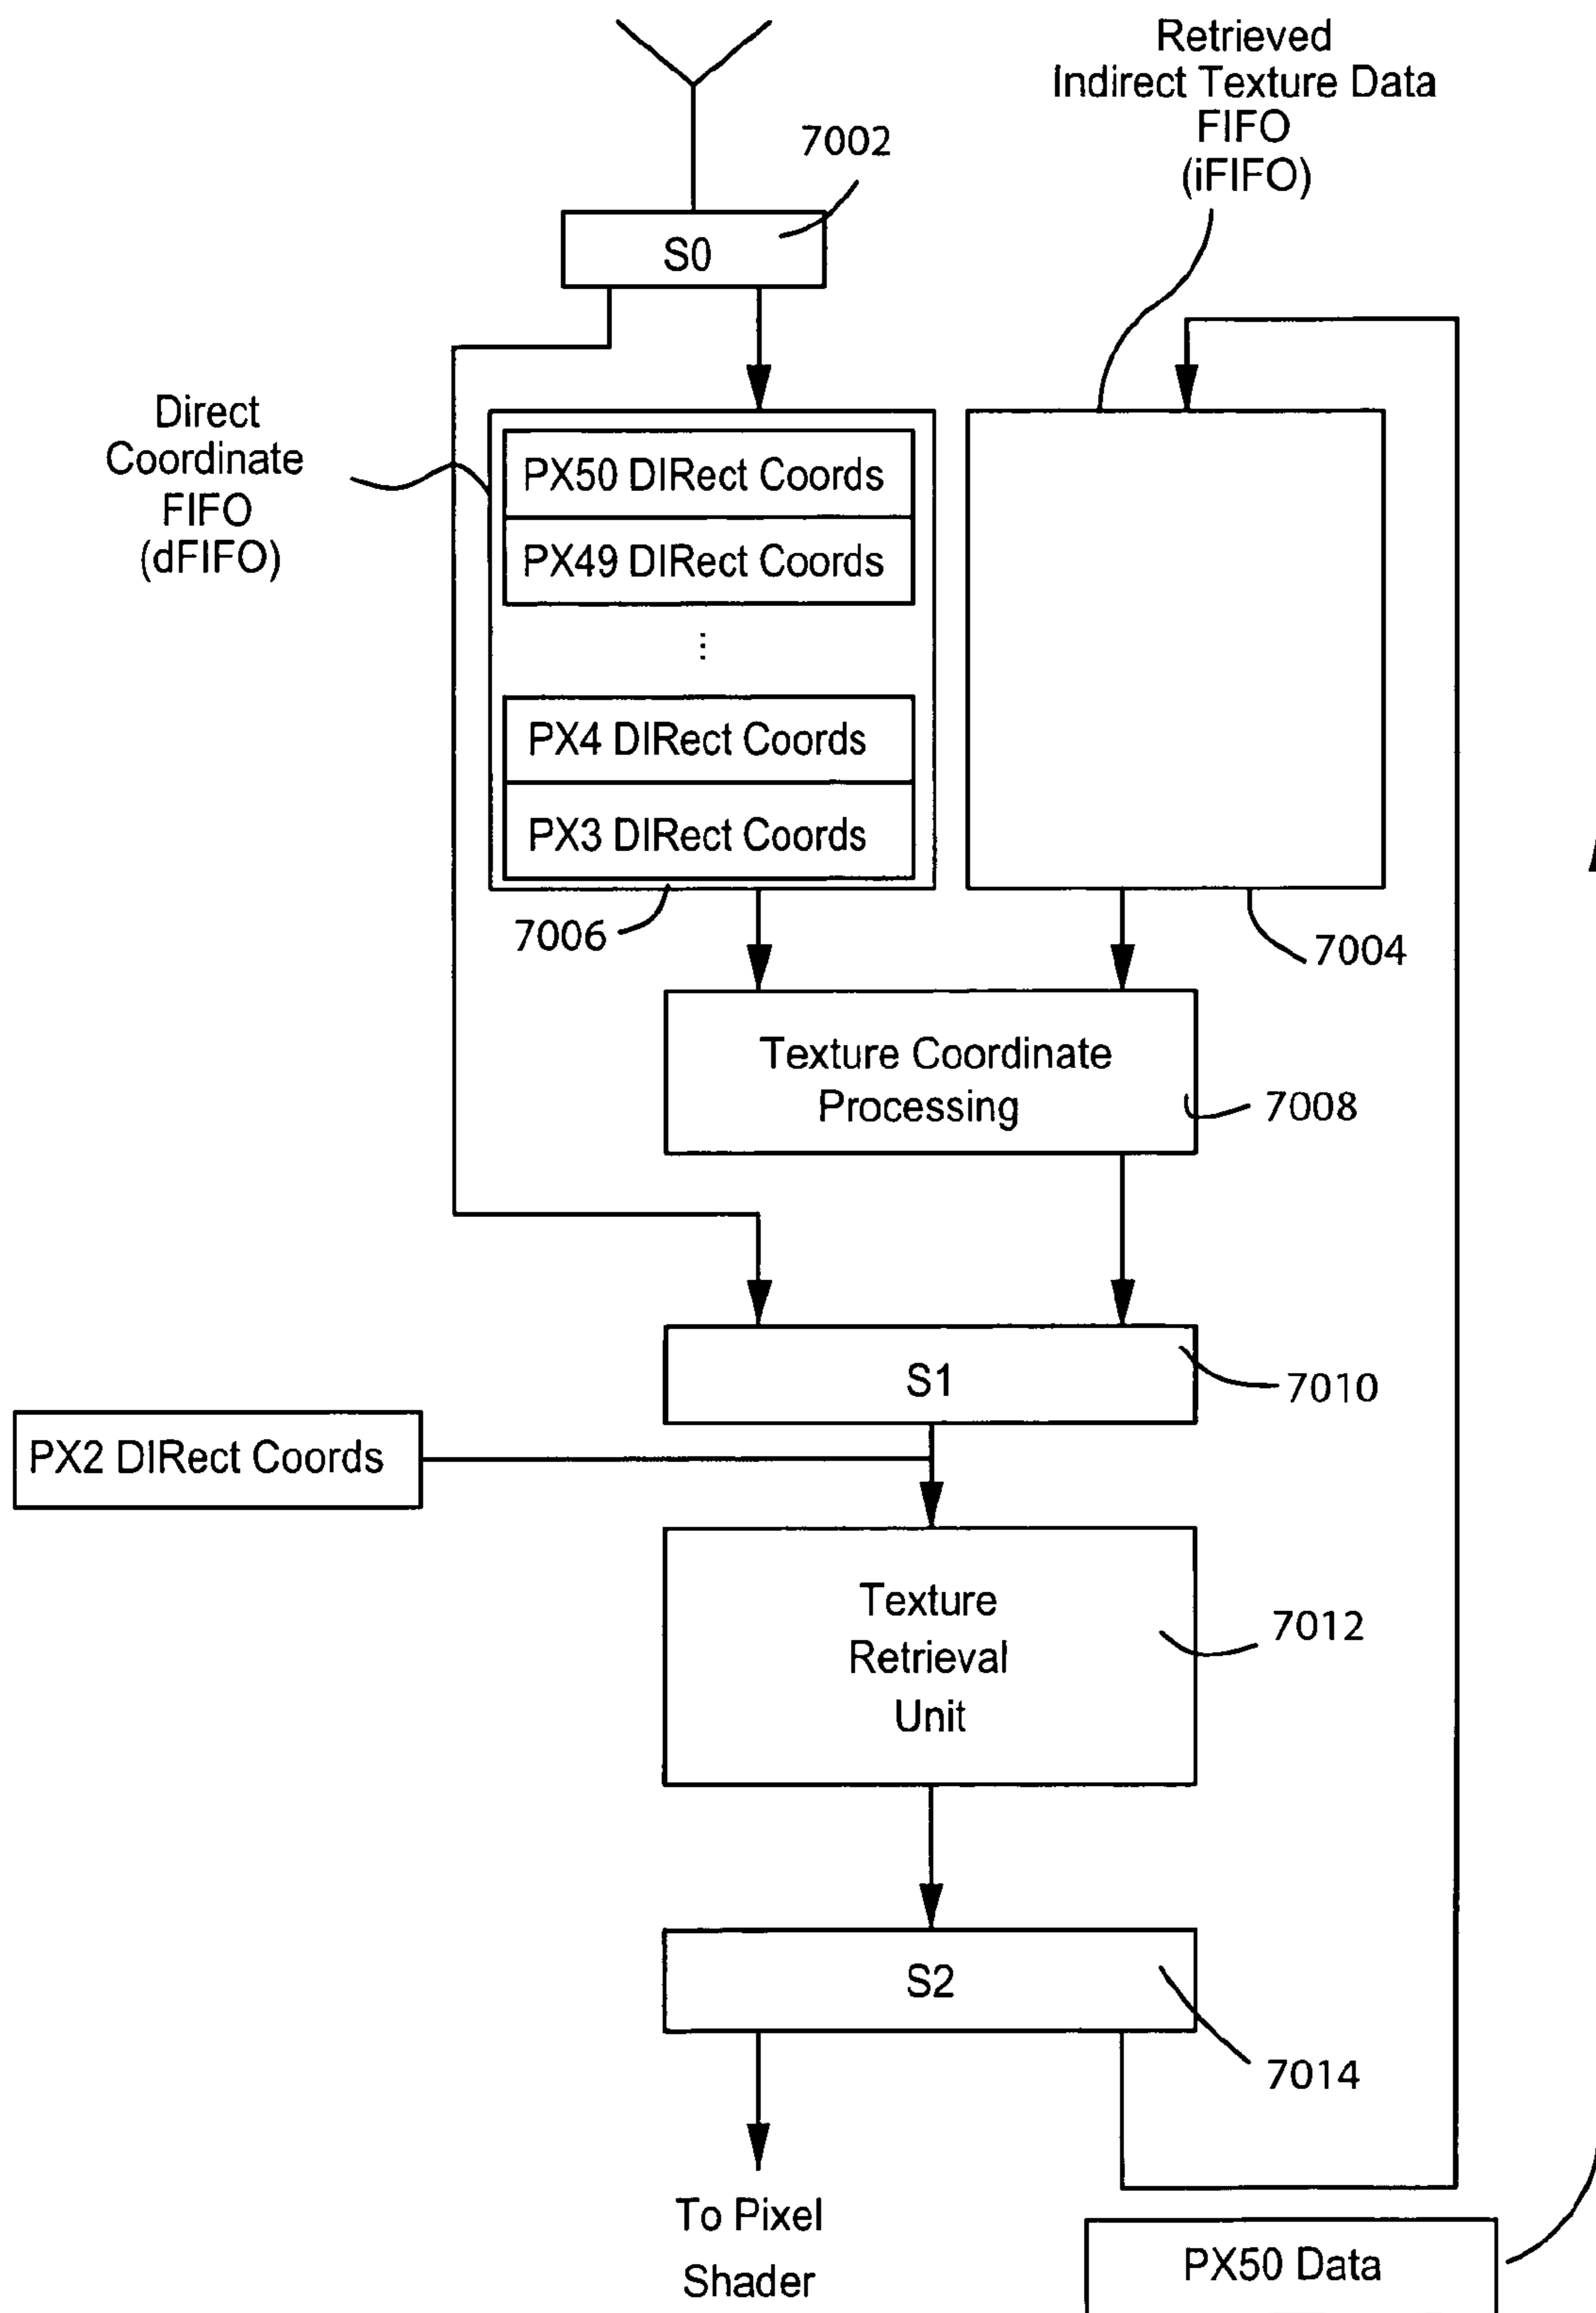 Retrieved
Indirect Texture Data
FIFO
(iFIFO)
7002
S0
Direct
Coordinate
FIFO
(dFIFO)
PX50 DIRect Coords
PX49 DIRect Coords
⋮
PX4 DIRect Coords
PX3 DIRect Coords
7006
7004
Texture Coordinate
Processing
7008
S1
7010
PX2 DIRect Coords
Texture
Retrieval
Unit
7012
S2
7014
To Pixel
Shader
PX50 Data